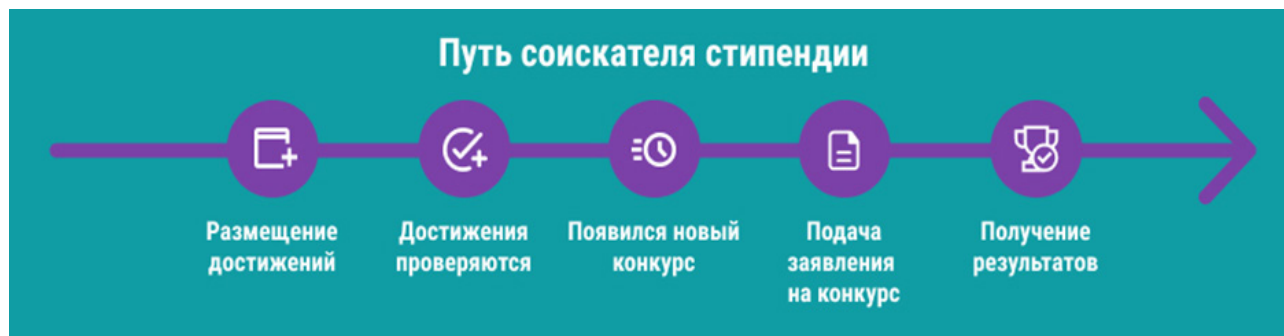 Путь соискателя стипендии
Размещение
достижений
Достижения
проверяются
Появился новый
конкурс
Подача
заявления
на конкурс
Получение
результатов